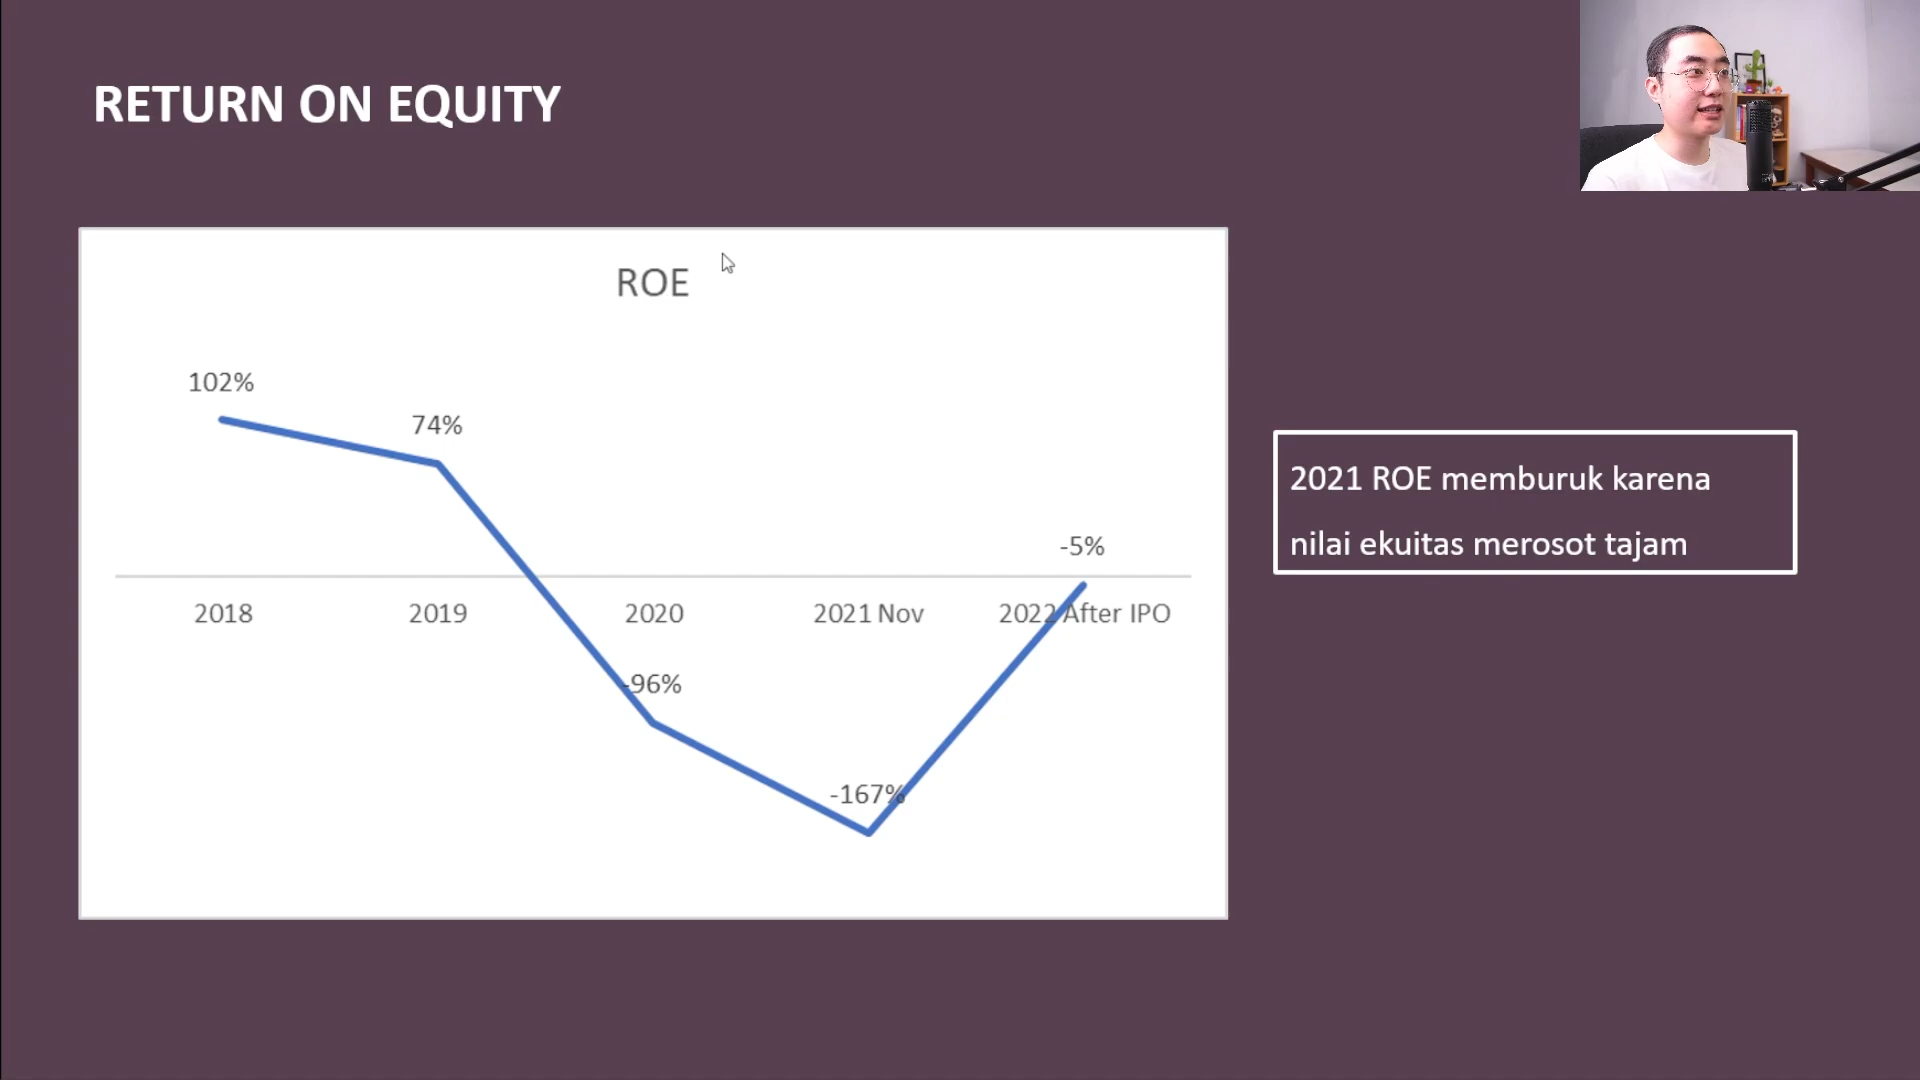 RETURN ON EQUITY
ROE
102%
74%
-5%
2018
2019
2020
2021 Nov
2022 After IPO
-96%
-167%
2021 ROE memburuk karena
nilai ekuitas merosot tajam